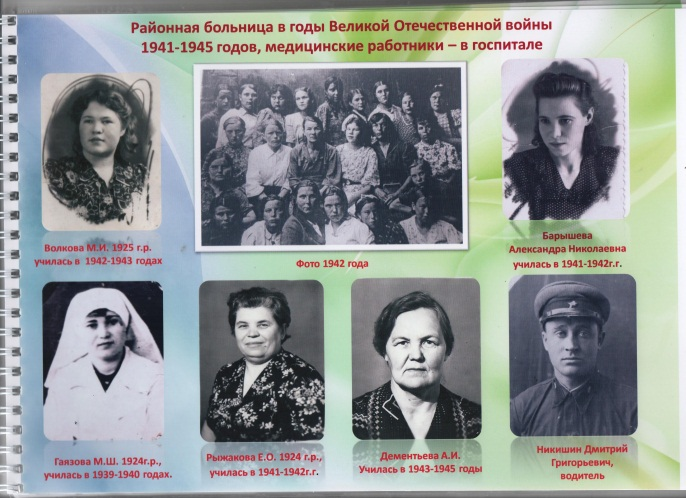 Районная больница в годы Великой Отечественной войны
1941-1945 годов, медицинские работники – в госпитале
Волкова М.И. 1925 г.р.
училась в 1942-1943 годах
Фото 1942 года
Барышева
Александра Николаевна
училась в 1941-1942г.г.
Гаязова М.Ш. 1924г.р.,
училась в 1939-1940 годах.
Рыжакова Е.О. 1924 г.р.,
училась в 1941-1942г.г.
Дементьева А.И.
Училась в 1943-1945 годы
Никишин Дмитрий
Григорьевич,
водитель